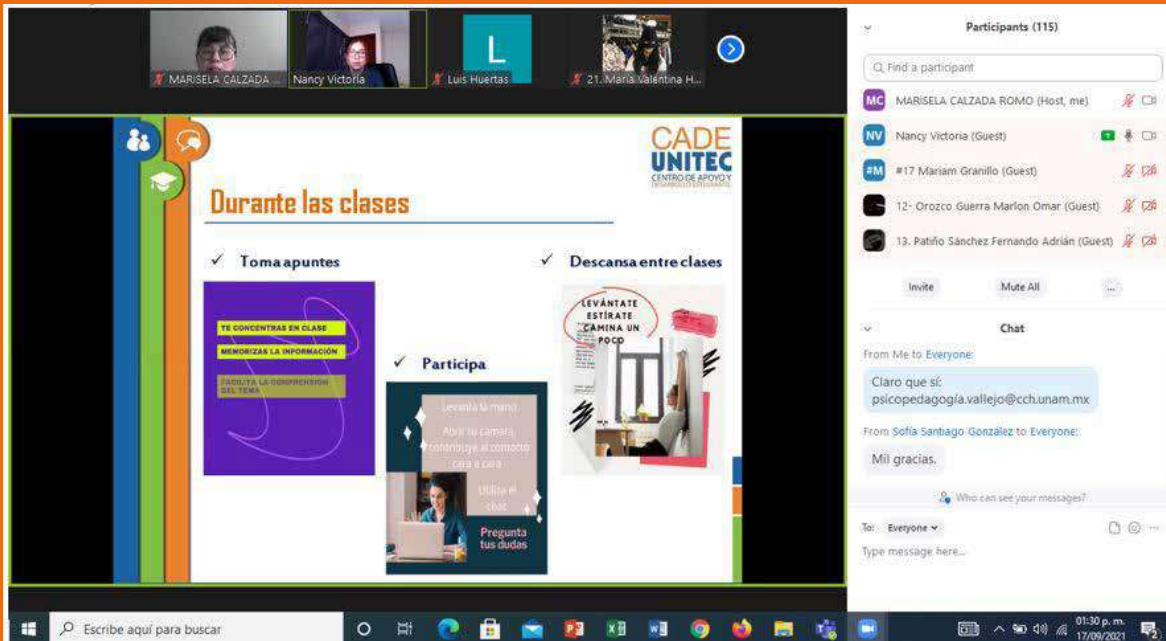 MARISELA CALZADA ...
Nancy Victoria
L
Luis Huertas
21. María Valentina H...
CADE
UNITEC
CENTRO DE APOYO Y
DESARROLLO ESTUDIANTIL
Durante las clases
✓ Toma apuntes
TE CONCENTRAS EN CLASE
MEMORIZAS LA INFORMACIÓN
FACILITA LA COMPRENSIÓN
DEL TEMA
✓ Participa
Levanta la mano
Abrir tu cámara,
contribuye al contacto
cara a cara
Utiliza el
chat
Pregunta
tus dudas
✓ Descansa entre clases
LEVÁNTATE
ESTÍRATE
CAMINA UN
POCO
Participants (115)
Find a participant
MC MARISELA CALZADA ROMO (Host, me)
NV Nancy Victoria (Guest)
#M #17 Mariam Granillo (Guest)
12- Orozco Guerra Marlon Omar (Guest)
13. Patiño Sánchez Fernando Adrián (Guest)
Invite Mute All ...
Chat
From Me to Everyone:
Claro que sí:
psicopedagogía.vallejo@cch.unam.mx
From Sofía Santiago González to Everyone:
Mil gracias.
Who can see your messages?
To: Everyone
Type message here...
Escribe aquí para buscar
01:30 p. m.
17/09/2021